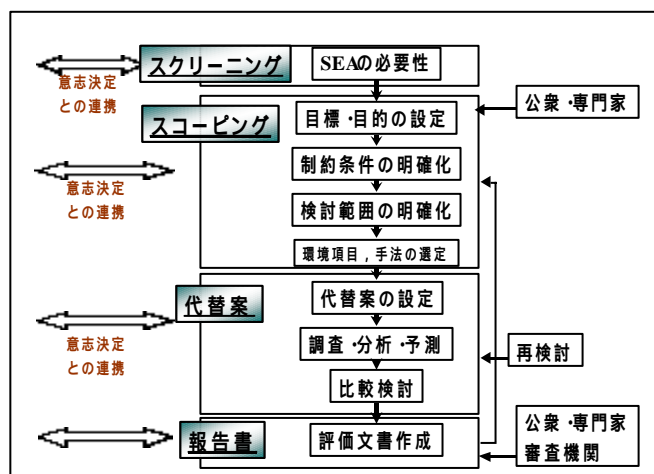 スクリーニング
SEAの必要性
意志決定
との連携
スコーピング
目標・目的の設定
公衆・専門家
制約条件の明確化
意志決定
との連携
検討範囲の明確化
環境項目，手法の選定
代替案
代替案の設定
意志決定
との連携
調査・分析・予測
再検討
比較検討
報告書
評価文書作成
公衆・専門家
審査機関